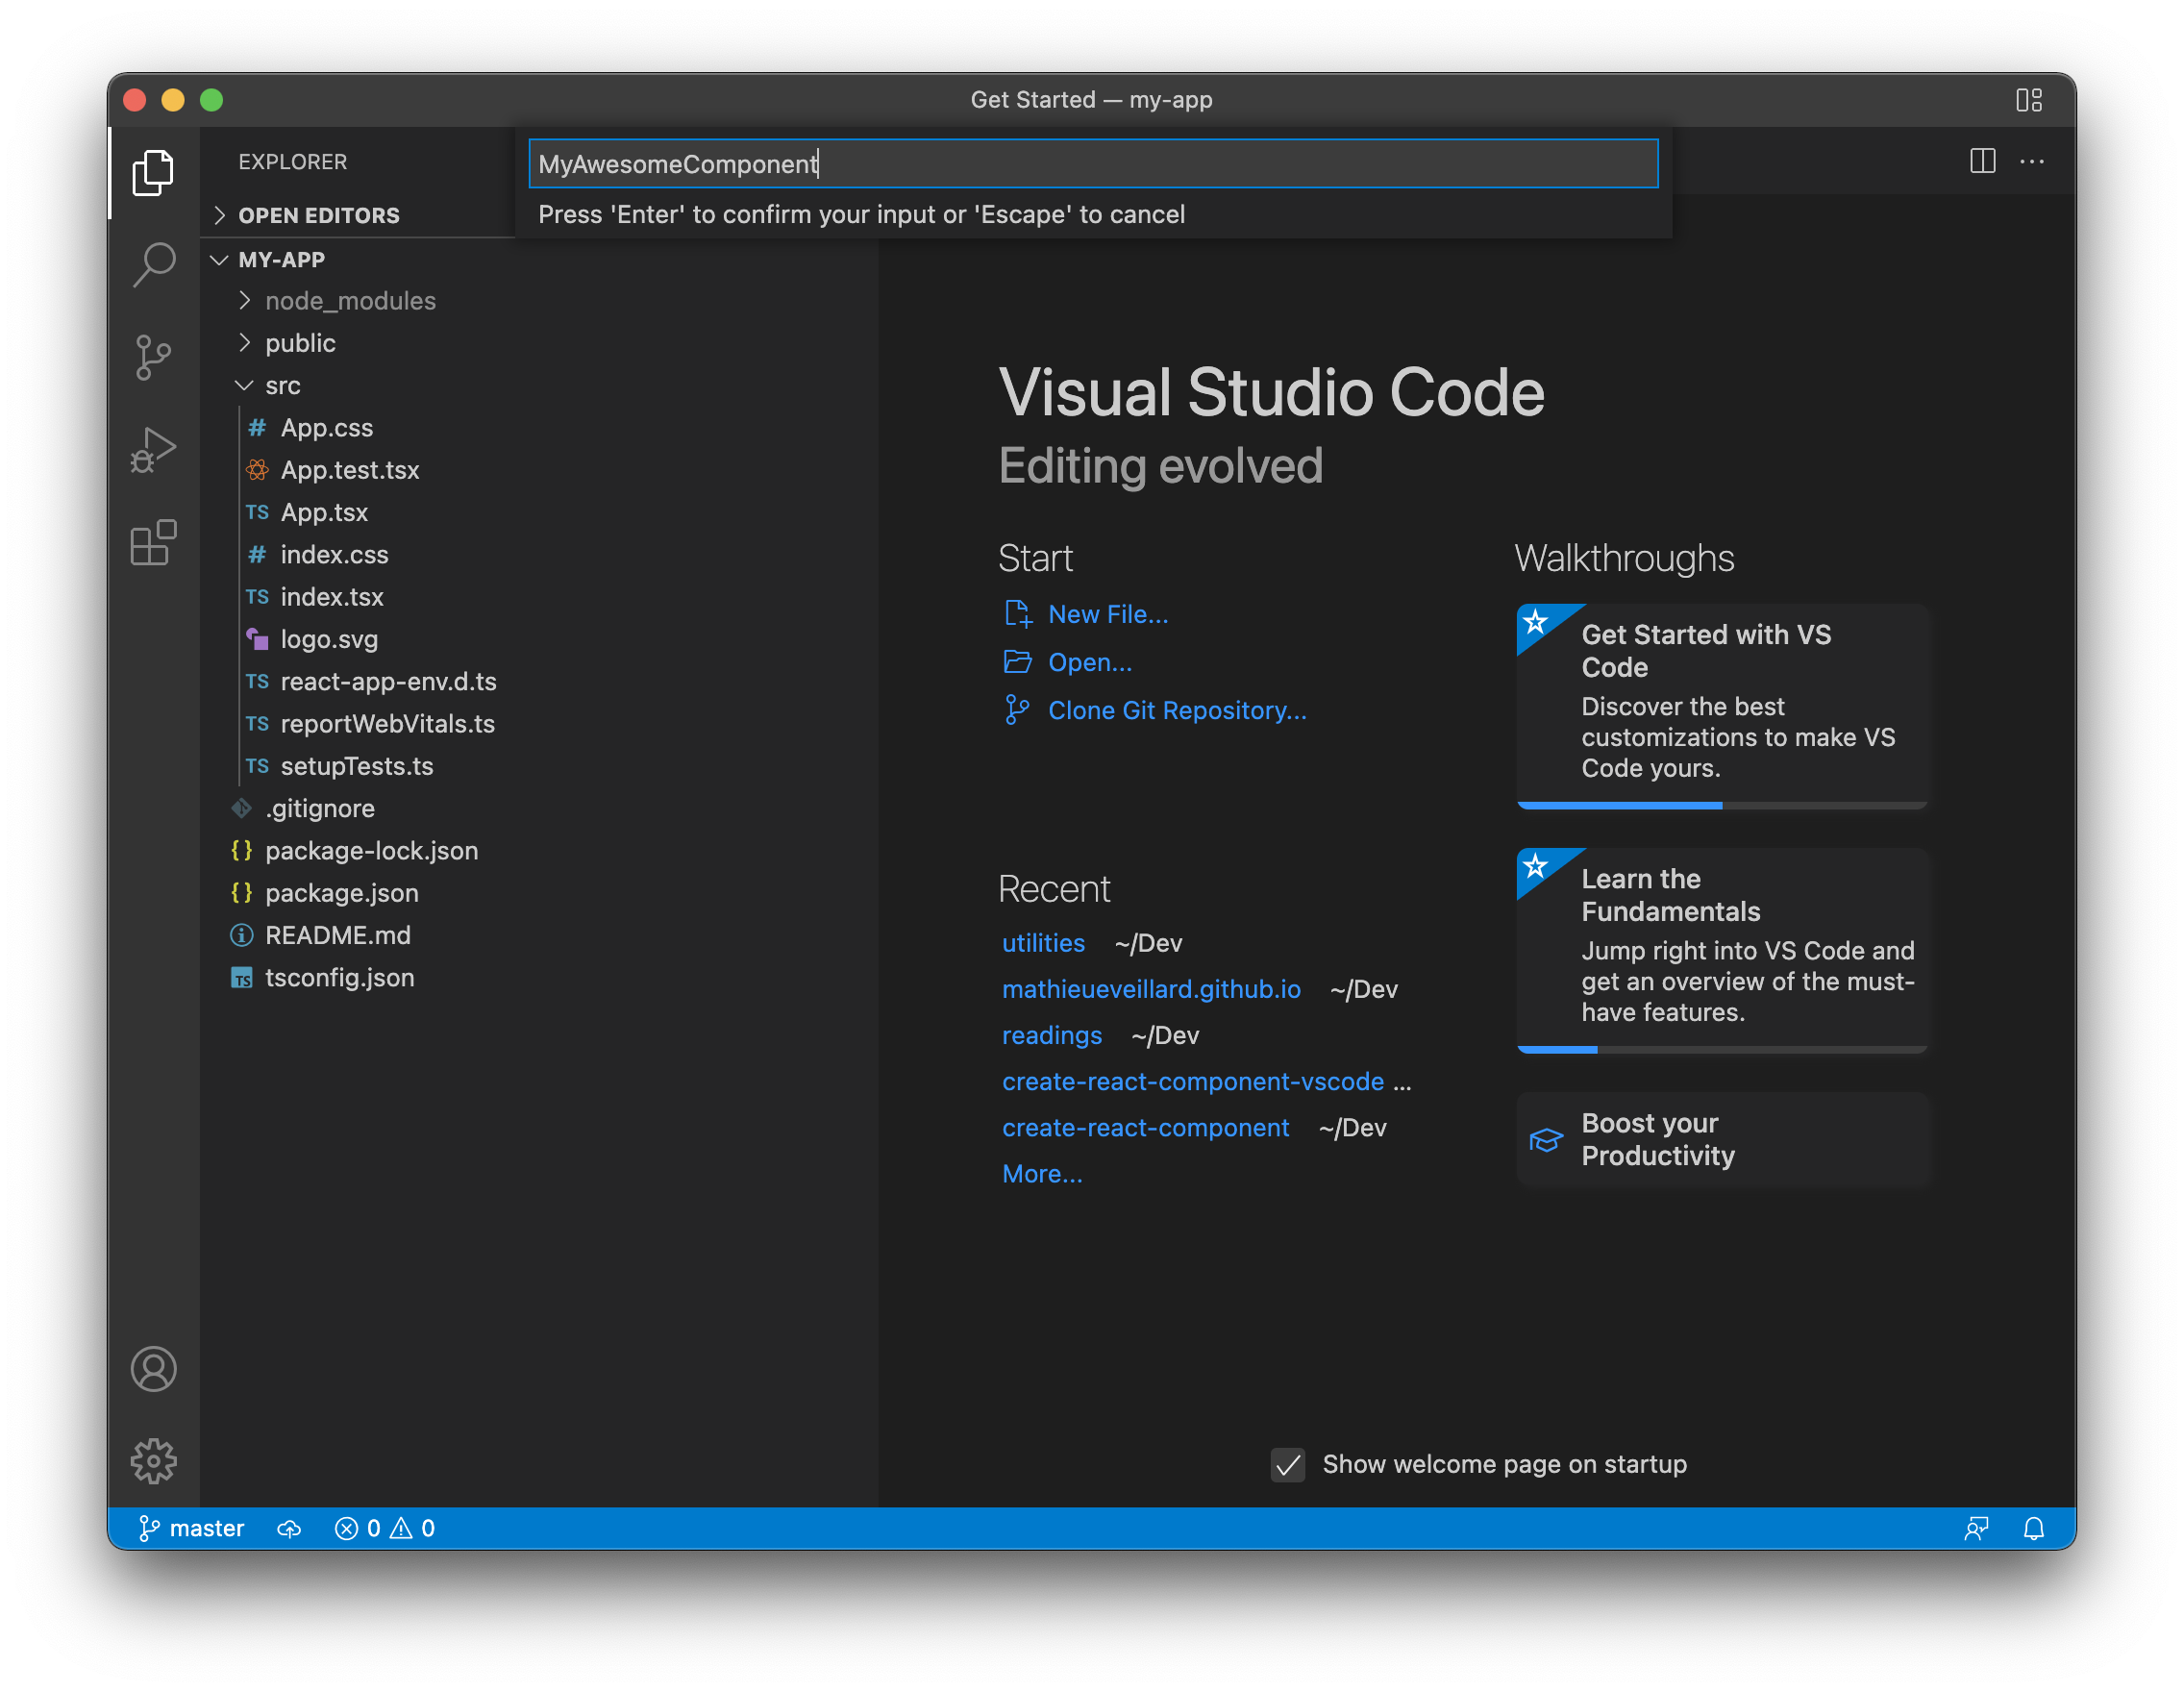 Get Started — my-app
EXPLORER
MyAwesomeComponent
Press 'Enter' to confirm your input or 'Escape' to cancel
OPEN EDITORS
MY-APP
node_modules
public
src
# App.css
App.test.tsx
TS App.tsx
# index.css
TS index.tsx
logo.svg
TS react-app-env.d.ts
TS reportWebVitals.ts
TS setupTests.ts
.gitignore
{} package-lock.json
{} package.json
README.md
TS tsconfig.json
Visual Studio Code
Editing evolved
Start
New File...
Open...
Clone Git Repository...
Recent
utilities ~/Dev
mathieueveillard.github.io ~/Dev
readings ~/Dev
create-react-component-vscode ...
create-react-component ~/Dev
More...
Walkthroughs
Get Started with VS
Code
Discover the best
customizations to make VS
Code yours.
Learn the
Fundamentals
Jump right into VS Code and
get an overview of the must-
have features.
Boost your
Productivity
Show welcome page on startup
master 0 0